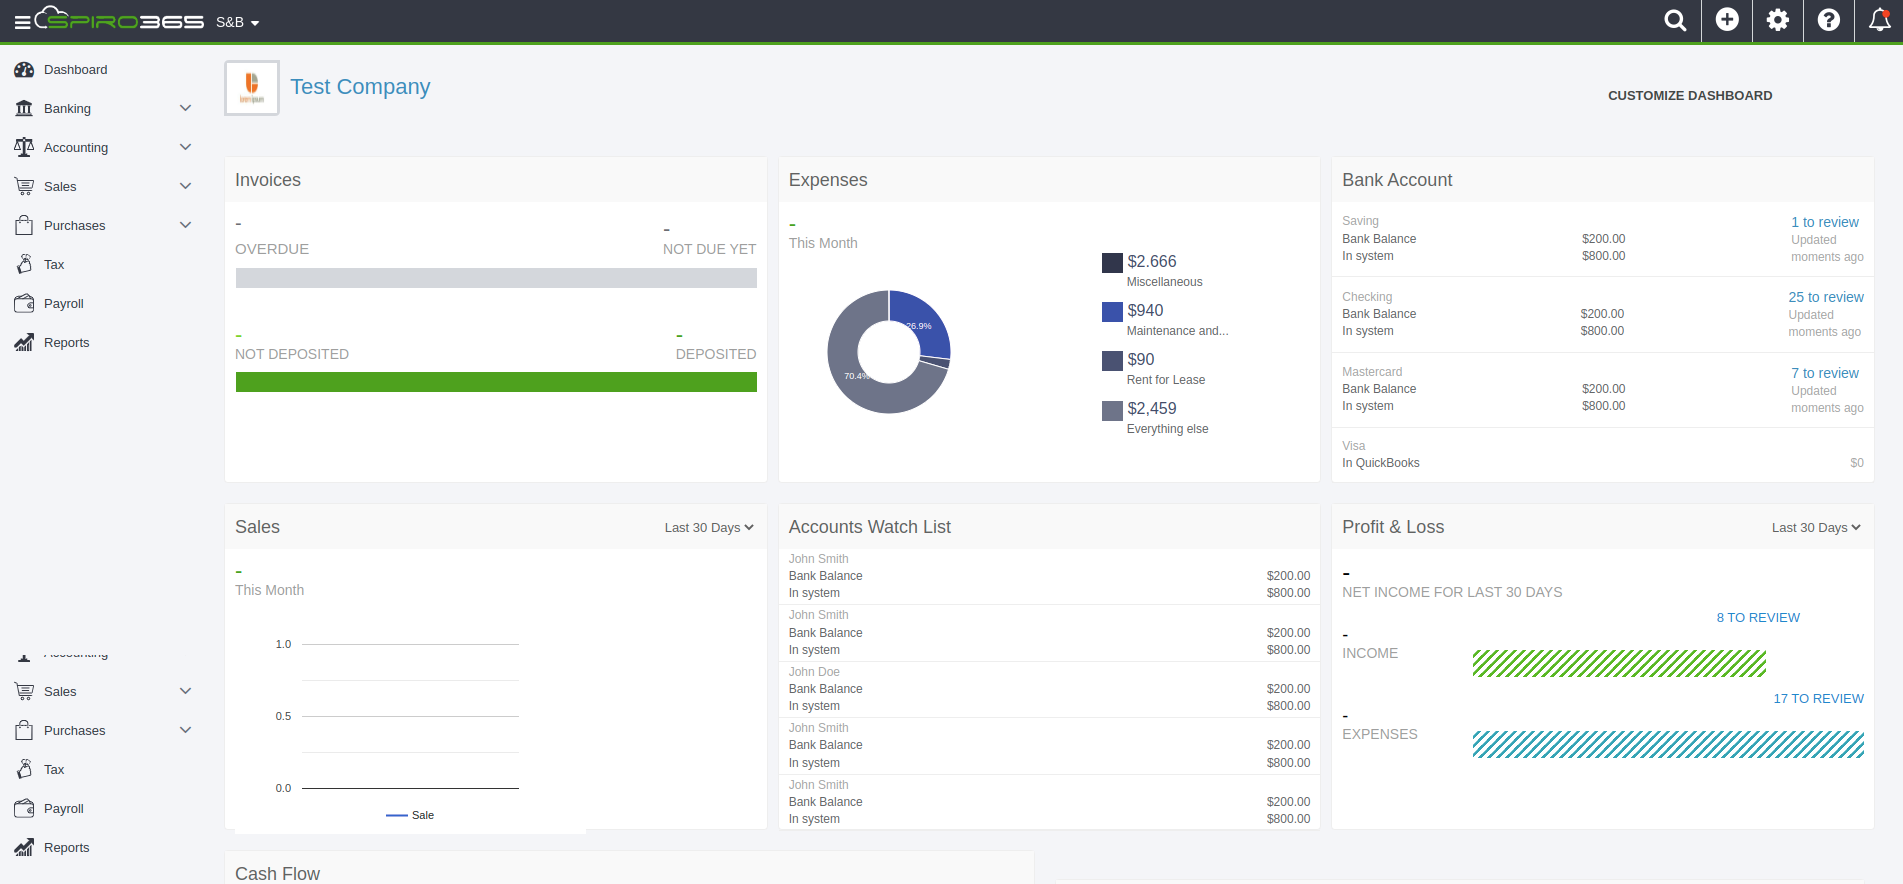 SPIRO365 S&B
Dashboard
Banking
Accounting
Sales
Purchases
Tax
Payroll
Reports
Sales
Purchases
Tax
Payroll
Reports
Test Company
CUSTOMIZE DASHBOARD
Invoices
-
OVERDUE
-
NOT DUE YET
-
NOT DEPOSITED
-
DEPOSITED
Expenses
-
This Month
26.9%
70.4%
$2.666
Miscellaneous
$940
Maintenance and...
$90
Rent for Lease
$2,459
Everything else
Bank Account
Saving
Bank Balance $200.00
In system $800.00
1 to review
Updated
moments ago
Checking
Bank Balance $200.00
In system $800.00
25 to review
Updated
moments ago
Mastercard
Bank Balance $200.00
In system $800.00
7 to review
Updated
moments ago
Visa
In QuickBooks $0
Sales Last 30 Days
-
This Month
1.0
0.5
0.0
Sale
Accounts Watch List
John Smith
Bank Balance $200.00
In system $800.00
John Smith
Bank Balance $200.00
In system $800.00
John Doe
Bank Balance $200.00
In system $800.00
John Smith
Bank Balance $200.00
In system $800.00
John Smith
Bank Balance $200.00
In system $800.00
Profit & Loss Last 30 Days
-
NET INCOME FOR LAST 30 DAYS
8 TO REVIEW
-
INCOME
17 TO REVIEW
-
EXPENSES
Cash Flow